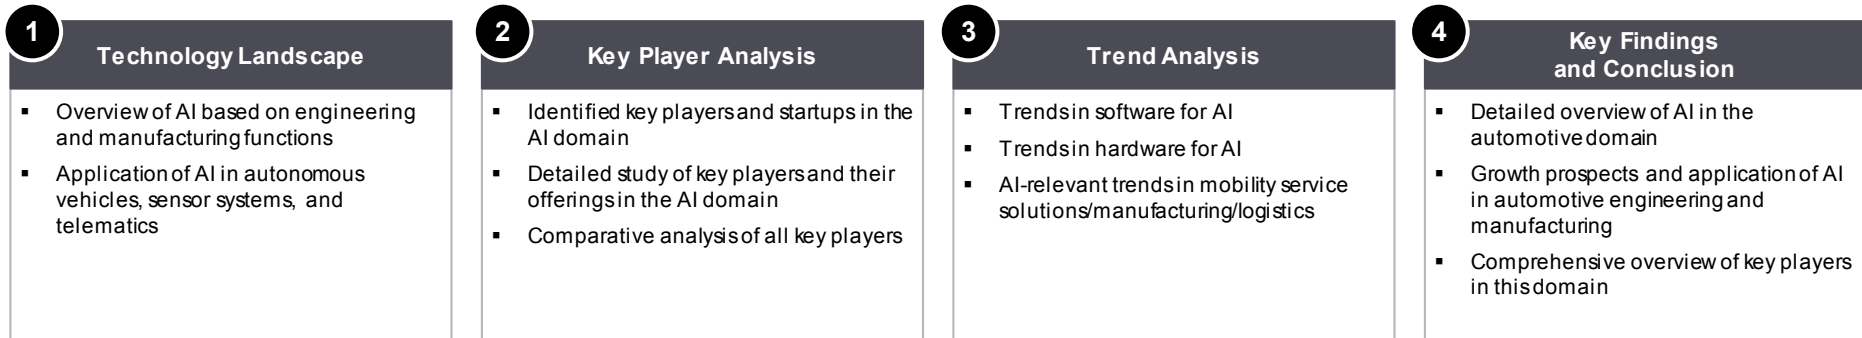 1
Technology Landscape
▪ Overview of AI based on engineering
and manufacturing functions
▪ Application of AI in autonomous
vehicles, sensor systems, and
telematics
2
Key Player Analysis
▪ Identified key players and startups in the
AI domain
▪ Detailed study of key players and their
offerings in the AI domain
▪ Comparative analysis of all key players
3
Trend Analysis
▪ Trends in software for AI
▪ Trends in hardware for AI
▪ AI-relevant trends in mobility service
solutions/manufacturing/logistics
4
Key Findings
and Conclusion
▪ Detailed overview of AI in the
automotive domain
▪ Growth prospects and application of AI
in automotive engineering and
manufacturing
▪ Comprehensive overview of key players
in this domain